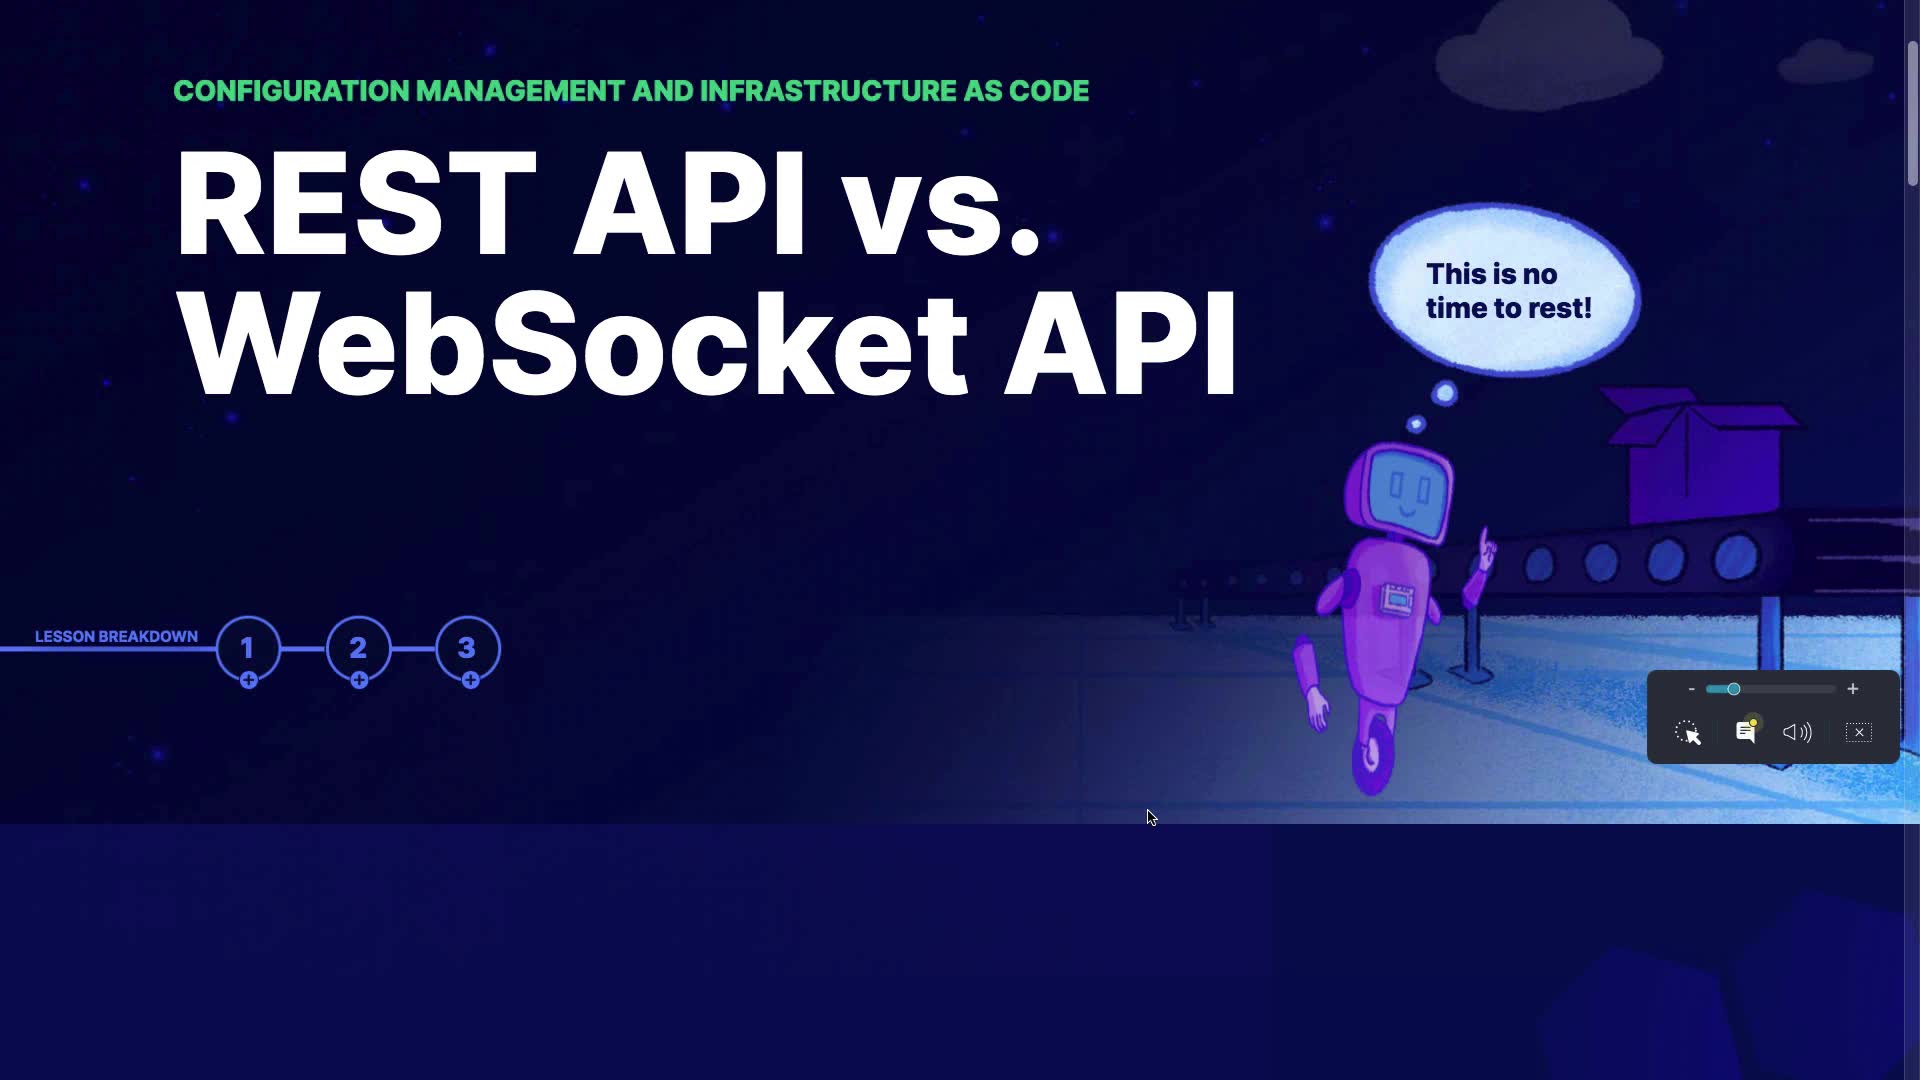 CONFIGURATION MANAGEMENT AND INFRASTRUCTURE AS CODE
REST API vs.
WebSocket API
This is no
time to rest!
LESSON BREAKDOWN
1
2
3